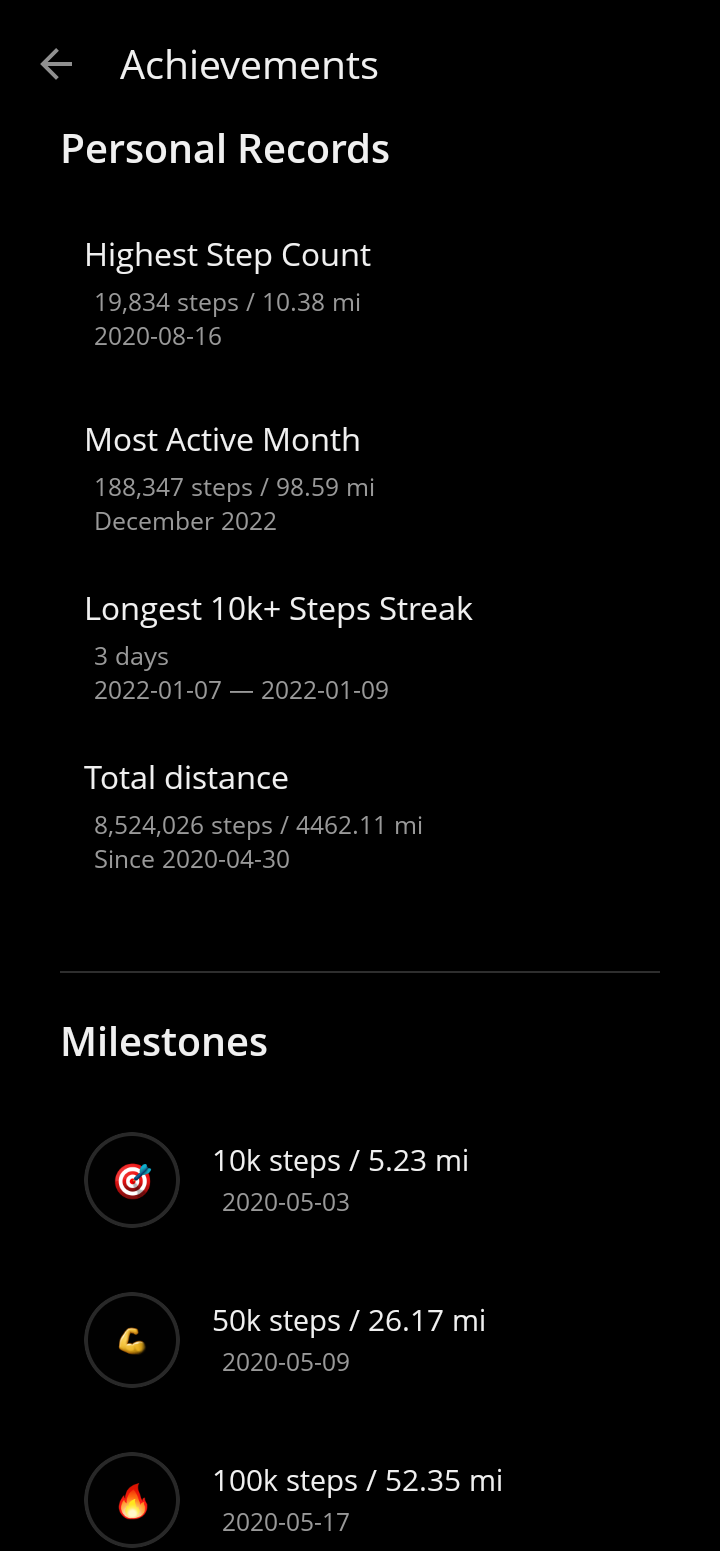 Achievements
Personal Records
Highest Step Count
19,834 steps / 10.38 mi
2020-08-16
Most Active Month
188,347 steps / 98.59 mi
December 2022
Longest 10k+ Steps Streak
3 days
2022-01-07 — 2022-01-09
Total distance
8,524,026 steps / 4462.11 mi
Since 2020-04-30
Milestones
10k steps / 5.23 mi
2020-05-03
50k steps / 26.17 mi
2020-05-09
100k steps / 52.35 mi
2020-05-17